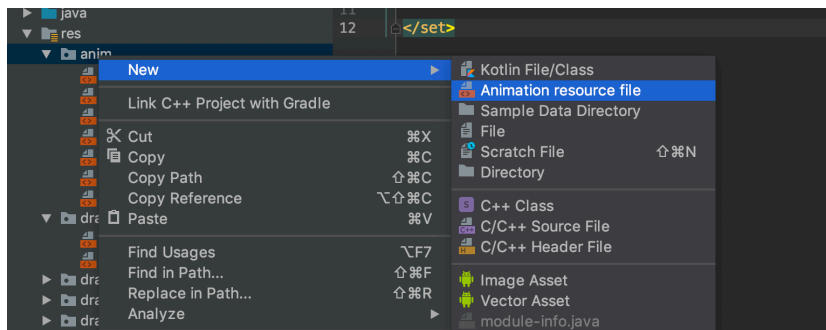 java
res
anim
dra
dra
dra
dra
11
12
</set>
New
Link C++ Project with Gradle
Cut ⌘X
Copy ⌘C
Copy Path ⇧⌘C
Copy Reference ⌥⇧⌘C
Paste ⌘V
Find Usages ⌥F7
Find in Path... ⇧⌘F
Replace in Path... ⇧⌘R
Analyze
Kotlin File/Class
Animation resource file
Sample Data Directory
File
Scratch File ⇧⌘N
Directory
S C++ Class
C++ C/C++ Source File
H C/C++ Header File
Image Asset
Vector Asset
module-info.java